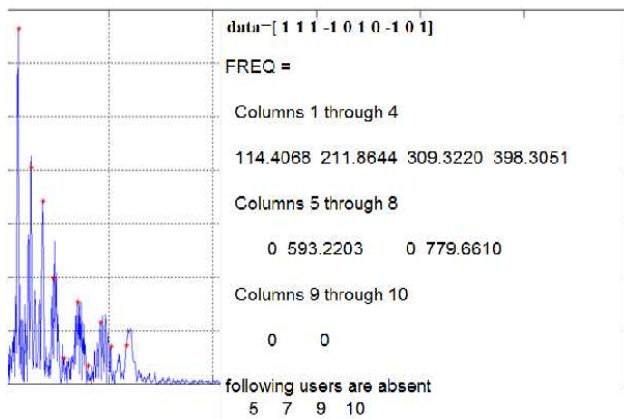 data=[ 1 1 1 -1 0 1 0 -1 0 1]
FREQ =
Columns 1 through 4
114.4068 211.8644 309.3220 398.3051
Columns 5 through 8
0 593.2203 0 779.6610
Columns 9 through 10
0 0
following users are absent
5 7 9 10